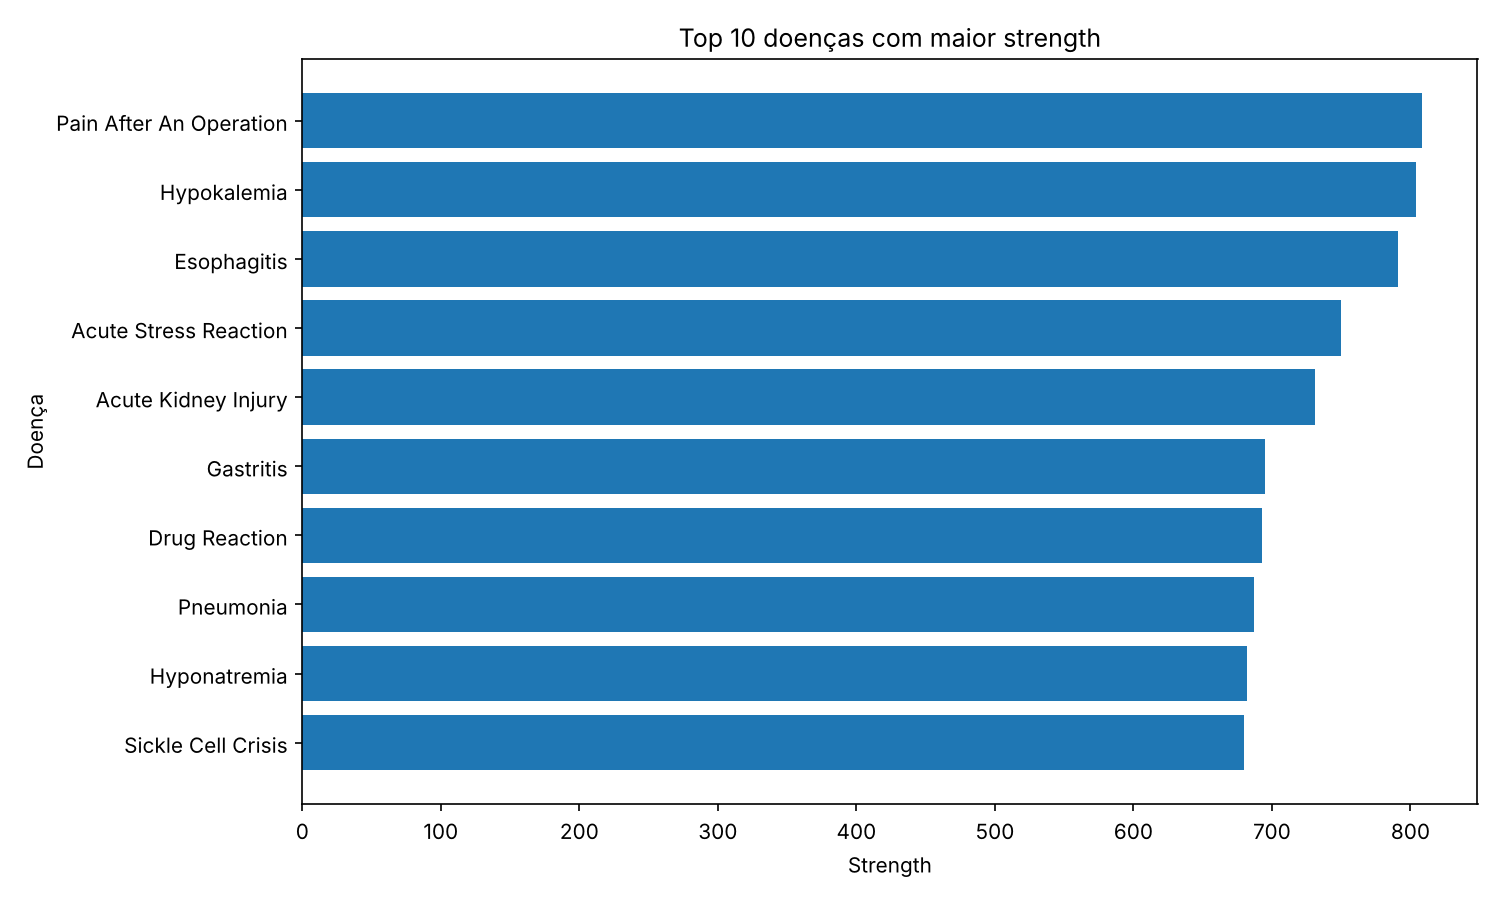 Top 10 doenças com maior strength
Pain After An Operation
Hypokalemia
Esophagitis
Acute Stress Reaction
Acute Kidney Injury
Gastritis
Drug Reaction
Pneumonia
Hyponatremia
Sickle Cell Crisis
Doença
0 100 200 300 400 500 600 700 800
Strength